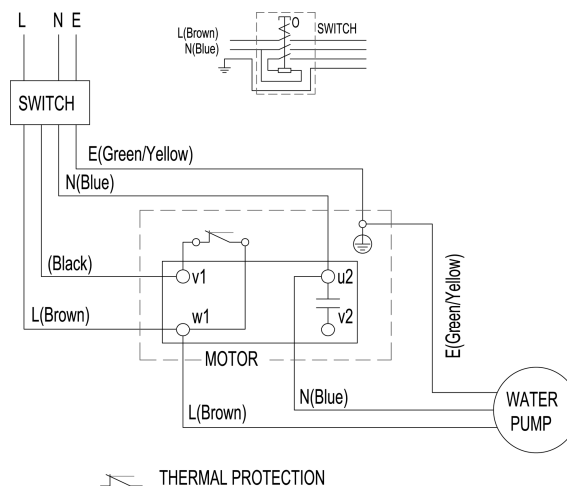 L N E
O
L(Brown)
SWITCH
N(Blue)
SWITCH
E(Green/Yellow)
N(Blue)
(Black)
v1
u2
L(Brown)
w1
v2
MOTOR
E(Green/Yellow)
N(Blue)
L(Brown)
WATER
PUMP
THERMAL PROTECTION